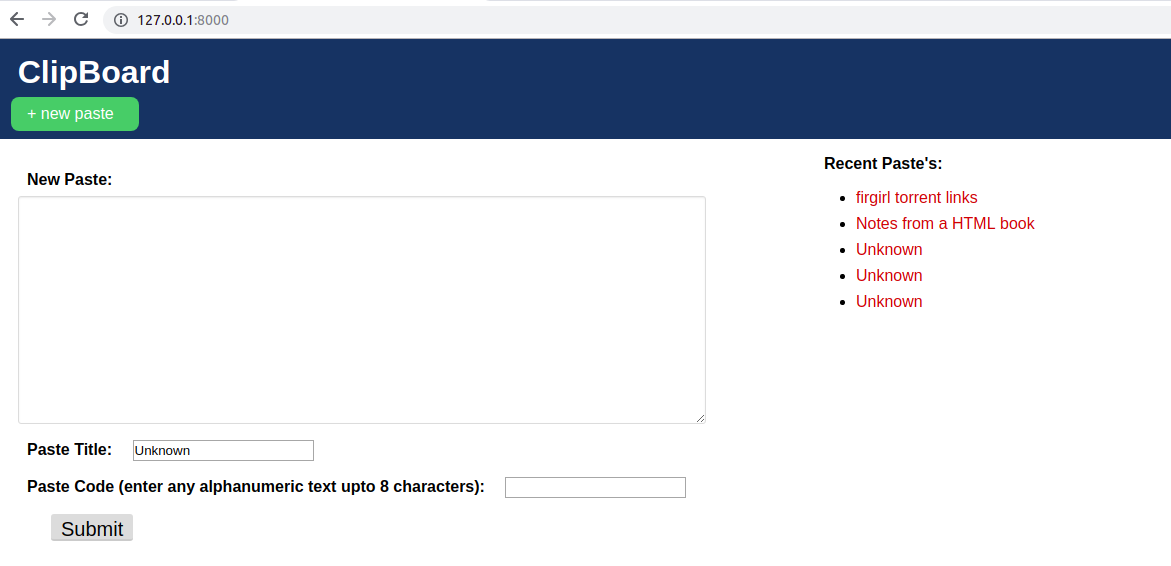 127.0.0.1:8000
ClipBoard
+ new paste
New Paste:
Paste Title:
Unknown
Paste Code (enter any alphanumeric text upto 8 characters):
Submit
Recent Paste's:
firgirl torrent links
Notes from a HTML book
Unknown
Unknown
Unknown